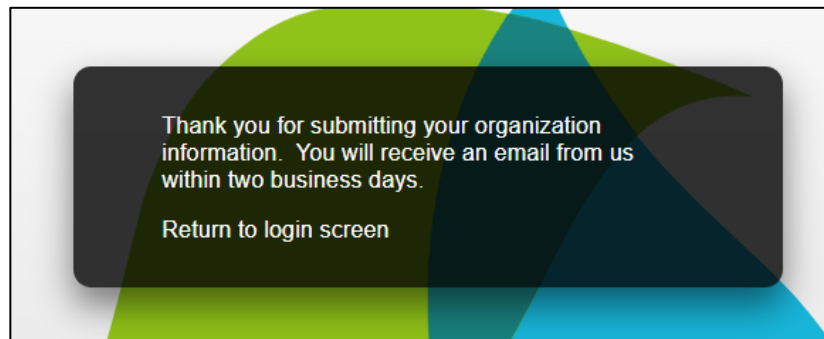 Thank you for submitting your organization
information.  You will receive an email from us
within two business days.
Return to login screen